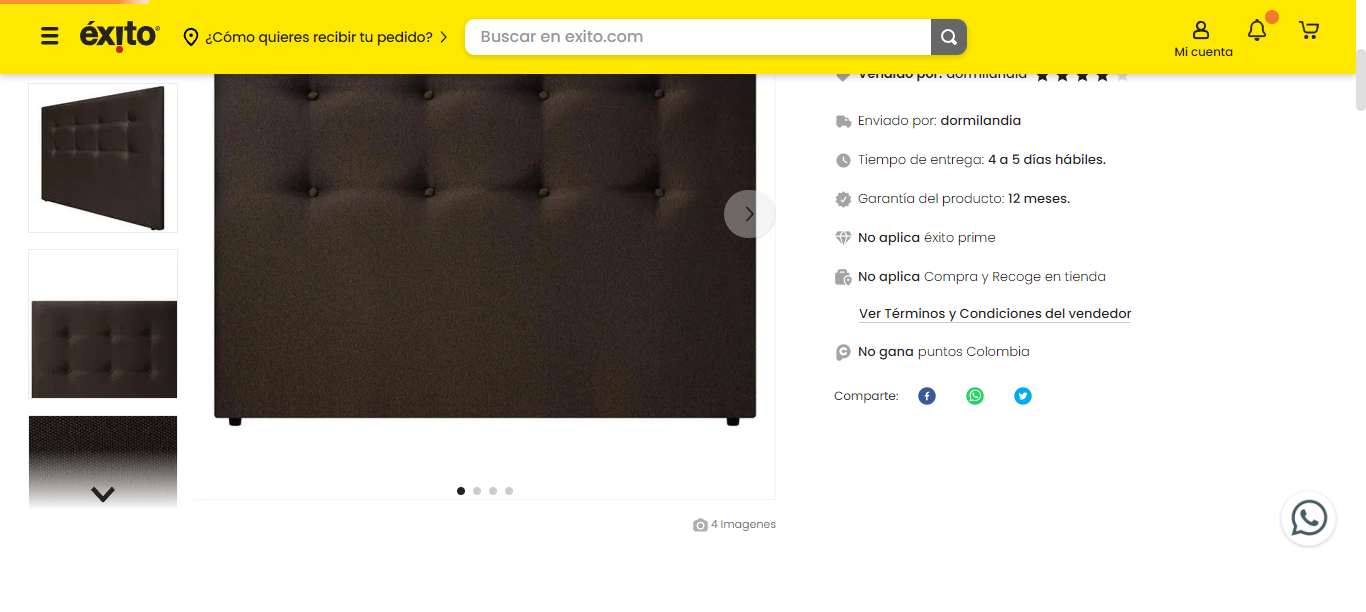 éxito®
¿Cómo quieres recibir tu pedido?
Buscar en exito.com
Mi cuenta
Vendido por: dormilandia
Enviado por: dormilandia
Tiempo de entrega: 4 a 5 días hábiles.
Garantía del producto: 12 meses.
No aplica éxito prime
No aplica Compra y Recoge en tienda
Ver Términos y Condiciones del vendedor
No gana puntos Colombia
Comparte:
4 Imagenes